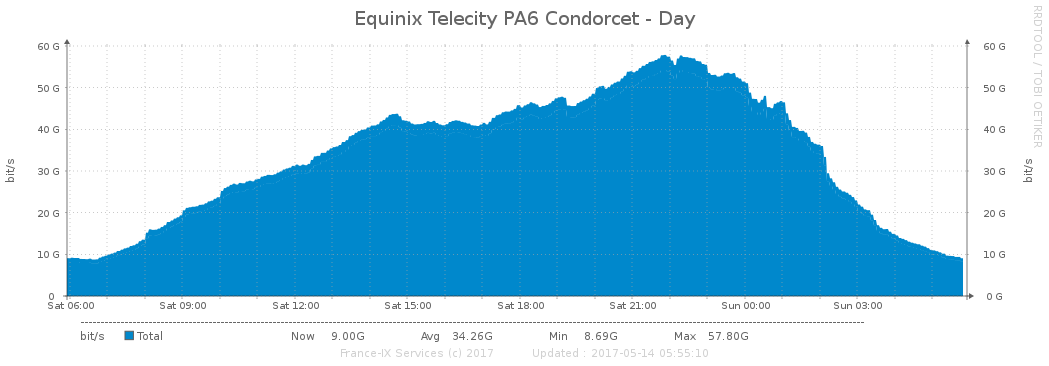 Equinix Telecity PA6 Condorcet - Day
RRDTOOL / TOBI OETIKER
60 G 60 G
50 G 50 G
40 G 40 G
30 G 30 G
20 G 20 G
10 G 10 G
0 0 G
bit/s
bit/s
Sat 06:00 Sat 09:00 Sat 12:00 Sat 15:00 Sat 18:00 Sat 21:00 Sun 00:00 Sun 03:00
bit/s Total Now 9.00G Avg 34.26G Min 8.69G Max 57.80G
France-IX Services (c) 2017 Updated : 2017-05-14 05:55:10